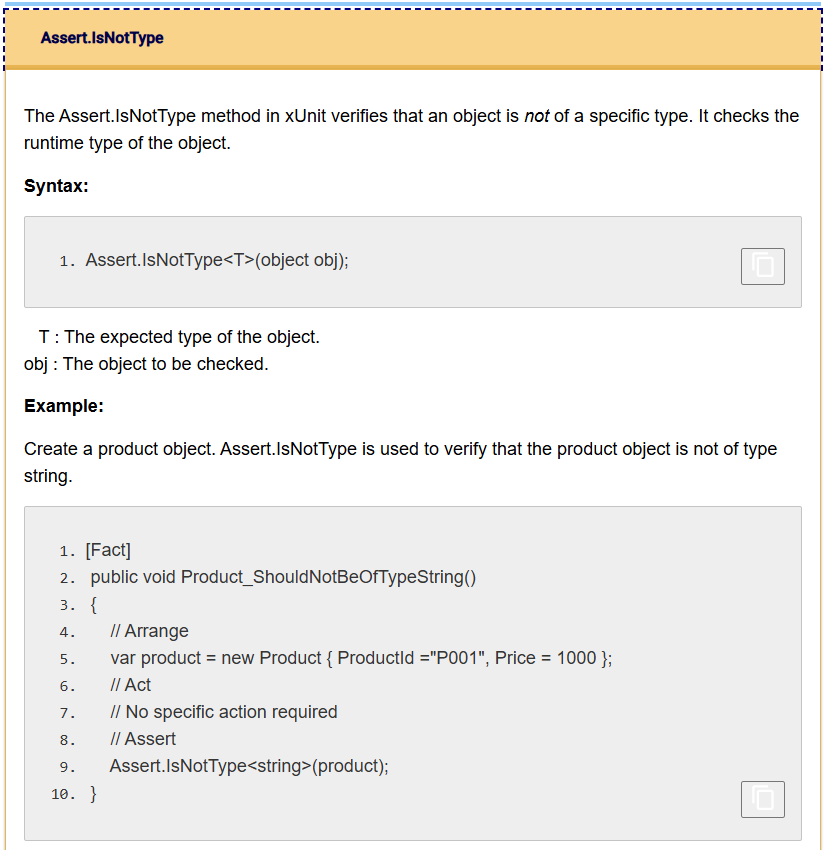 Assert.IsNotType
The Assert.IsNotType method in xUnit verifies that an object is not of a specific type. It checks the
runtime type of the object.
Syntax:
1. Assert.IsNotType<T>(object obj);
T : The expected type of the object.
obj : The object to be checked.
Example:
Create a product object. Assert.IsNotType is used to verify that the product object is not of type
string.
1. [Fact]
2. public void Product_ShouldNotBeOfTypeString()
3. {
4. // Arrange
5. var product = new Product { ProductId ="P001", Price = 1000 };
6. // Act
7. // No specific action required
8. // Assert
9. Assert.IsNotType<string>(product);
10. }